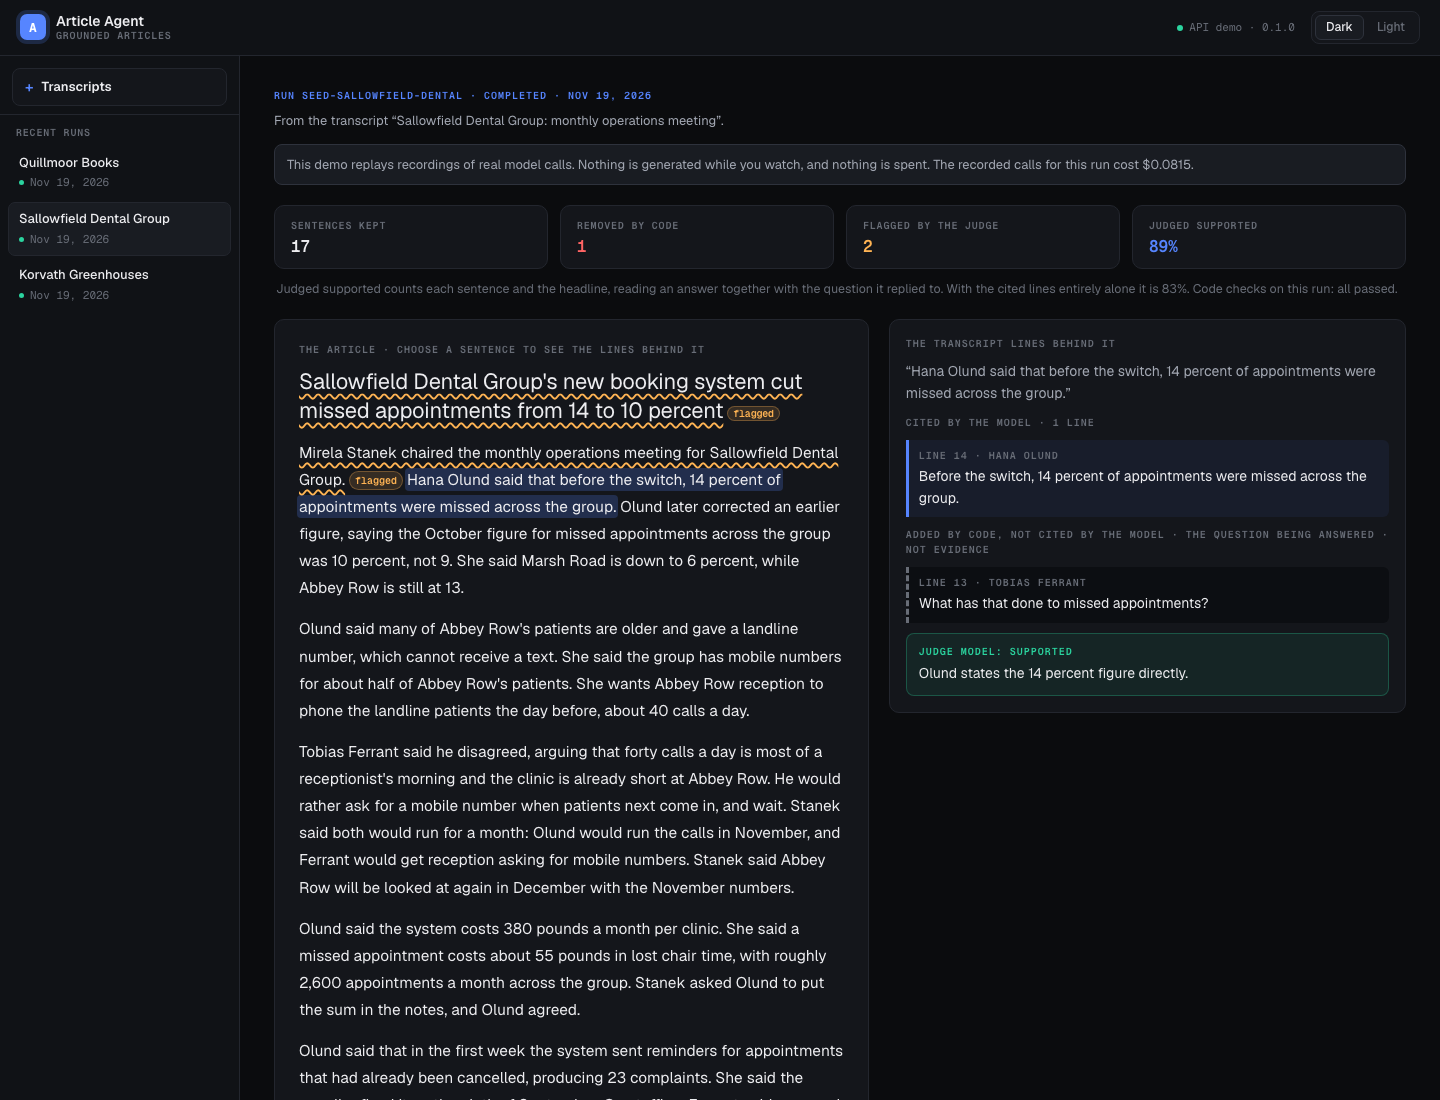 A
Article Agent
GROUNDED ARTICLES
API demo · 0.1.0
Dark
Light
+ Transcripts
RECENT RUNS
Quillmoor Books
Nov 19, 2026
Sallowfield Dental Group
Nov 19, 2026
Korvath Greenhouses
Nov 19, 2026
RUN SEED-SALLOWFIELD-DENTAL · COMPLETED · NOV 19, 2026
From the transcript “Sallowfield Dental Group: monthly operations meeting”.
This demo replays recordings of real model calls. Nothing is generated while you watch, and nothing is spent. The recorded calls for this run cost $0.0815.
SENTENCES KEPT
17
REMOVED BY CODE
1
FLAGGED BY THE JUDGE
2
JUDGED SUPPORTED
89%
Judged supported counts each sentence and the headline, reading an answer together with the question it replied to. With the cited lines entirely alone it is 83%. Code checks on this run: all passed.
THE ARTICLE · CHOOSE A SENTENCE TO SEE THE LINES BEHIND IT
Sallowfield Dental Group's new booking system cut
missed appointments from 14 to 10 percent flagged
Mirela Stanek chaired the monthly operations meeting for Sallowfield Dental
Group. flagged Hana Olund said that before the switch, 14 percent of
appointments were missed across the group. Olund later corrected an earlier
figure, saying the October figure for missed appointments across the group
was 10 percent, not 9. She said Marsh Road is down to 6 percent, while
Abbey Row is still at 13.
Olund said many of Abbey Row's patients are older and gave a landline
number, which cannot receive a text. She said the group has mobile numbers
for about half of Abbey Row's patients. She wants Abbey Row reception to
phone the landline patients the day before, about 40 calls a day.
Tobias Ferrant said he disagreed, arguing that forty calls a day is most of a
receptionist's morning and the clinic is already short at Abbey Row. He would
rather ask for a mobile number when patients next come in, and wait. Stanek
said both would run for a month: Olund would run the calls in November, and
Ferrant would get reception asking for mobile numbers. Stanek said Abbey
Row will be looked at again in December with the November numbers.
Olund said the system costs 380 pounds a month per clinic. She said a
missed appointment costs about 55 pounds in lost chair time, with roughly
2,600 appointments a month across the group. Stanek asked Olund to put
the sum in the notes, and Olund agreed.
Olund said that in the first week the system sent reminders for appointments
that had already been cancelled, producing 23 complaints. She said the
THE TRANSCRIPT LINES BEHIND IT
“Hana Olund said that before the switch, 14 percent of appointments were
missed across the group.”
CITED BY THE MODEL · 1 LINE
LINE 14 · HANA OLUND
Before the switch, 14 percent of appointments were missed across the
group.
ADDED BY CODE, NOT CITED BY THE MODEL · THE QUESTION BEING ANSWERED ·
NOT EVIDENCE
LINE 13 · TOBIAS FERRANT
What has that done to missed appointments?
JUDGE MODEL: SUPPORTED
Olund states the 14 percent figure directly.